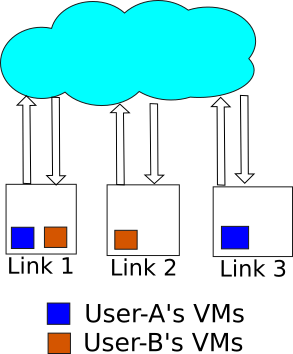 Link 1
Link 2
Link 3
User-A's VMs
User-B's VMs